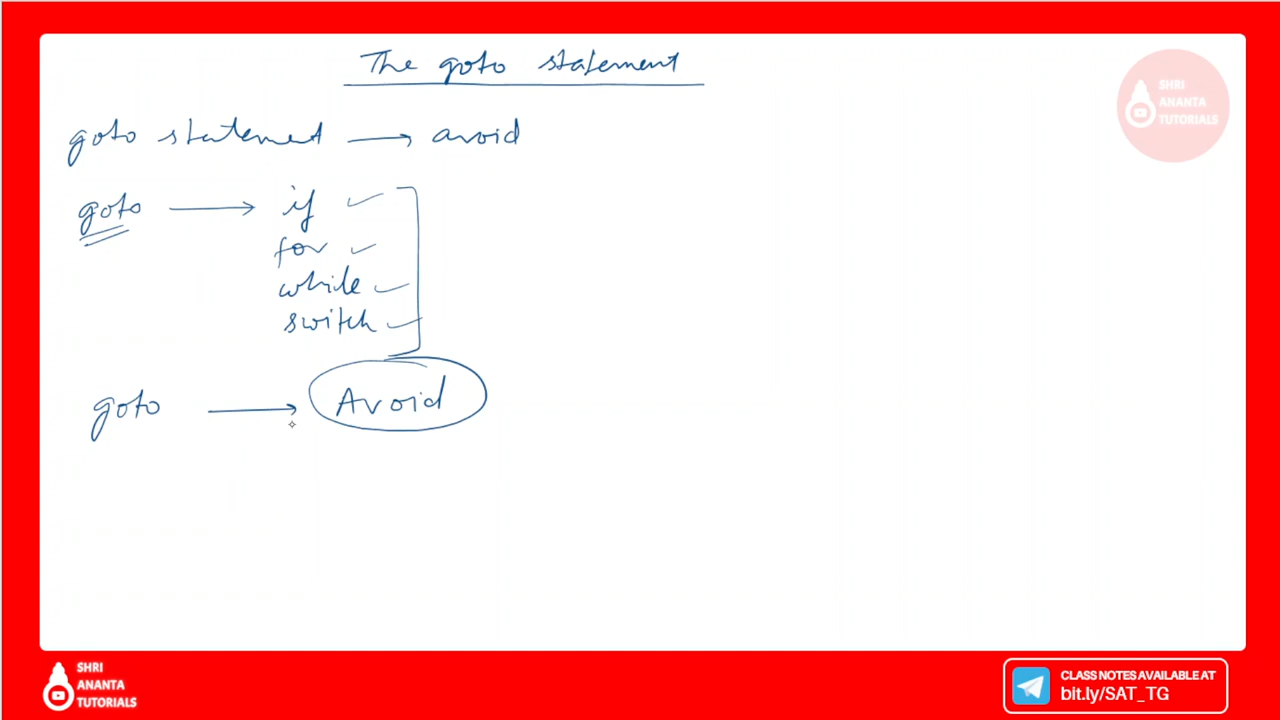 The goto statement
SHRI
ANANTA
TUTORIALS
goto statement → avoid
goto → if ✓
for ✓
while ✓
switch ✓
goto → Avoid
SHRI
ANANTA
TUTORIALS
CLASS NOTES AVAILABLE AT
bit.ly/SAT_TG